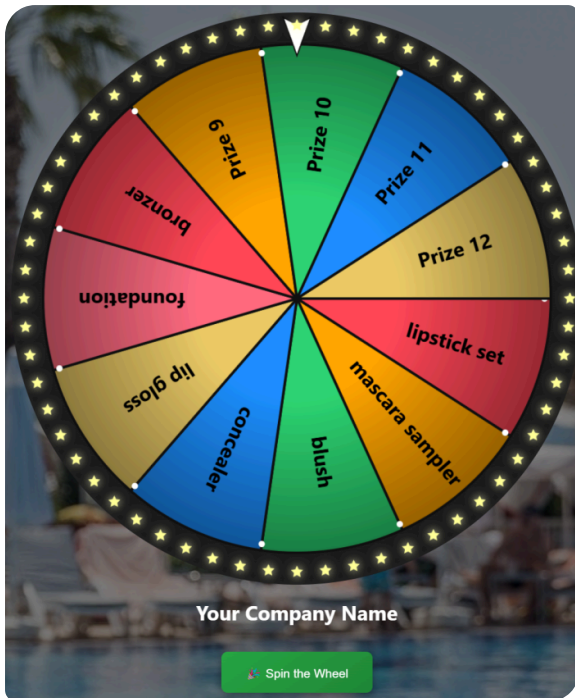 Prize 10
Prize 11
Prize 12
lipstick set
mascara sampler
blush
concealer
lip gloss
foundation
bronzer
Prize 9
Your Company Name
🎉 Spin the Wheel